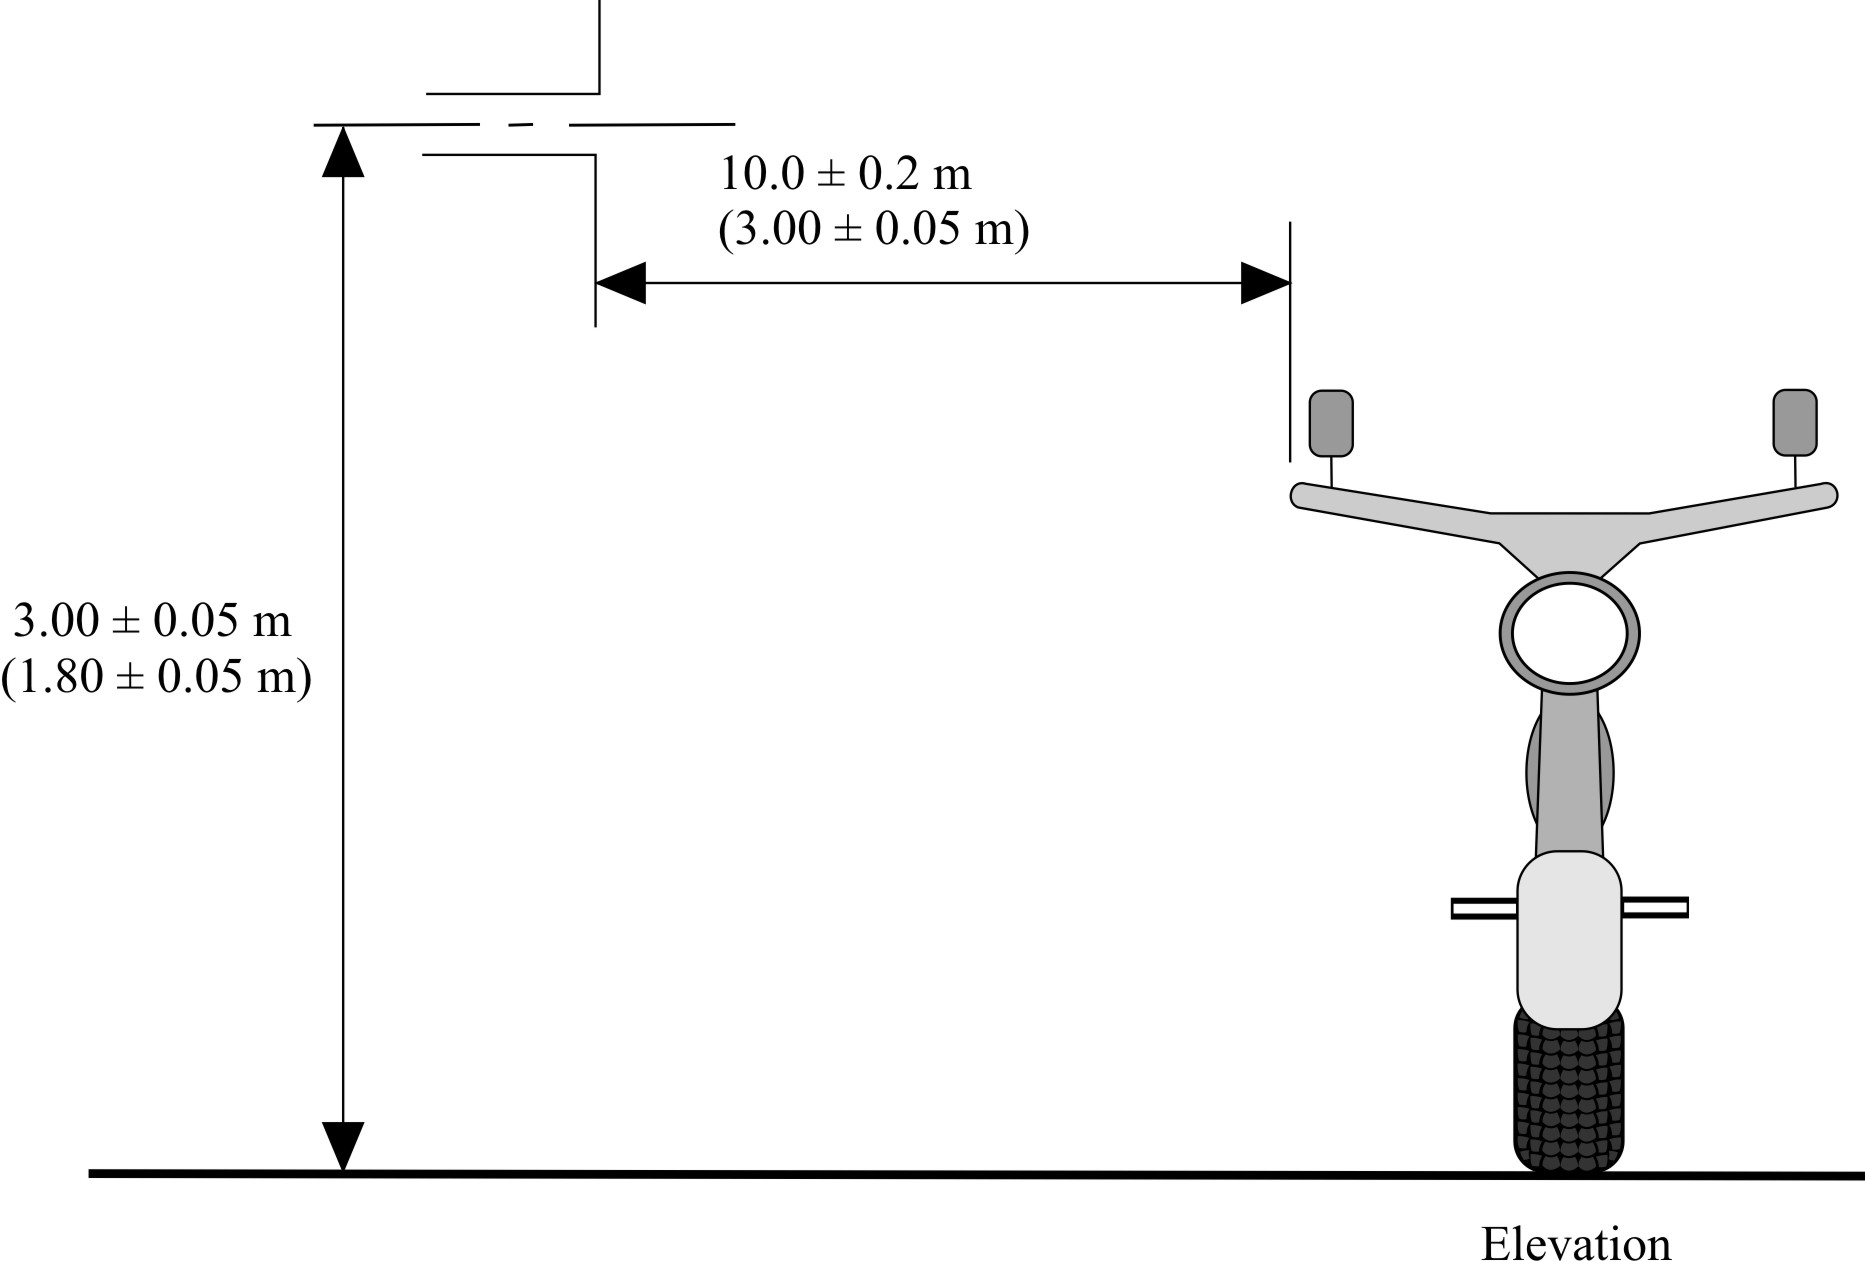 10.0 ± 0.2 m
(3.00 ± 0.05 m)
3.00 ± 0.05 m
(1.80 ± 0.05 m)
Elevation